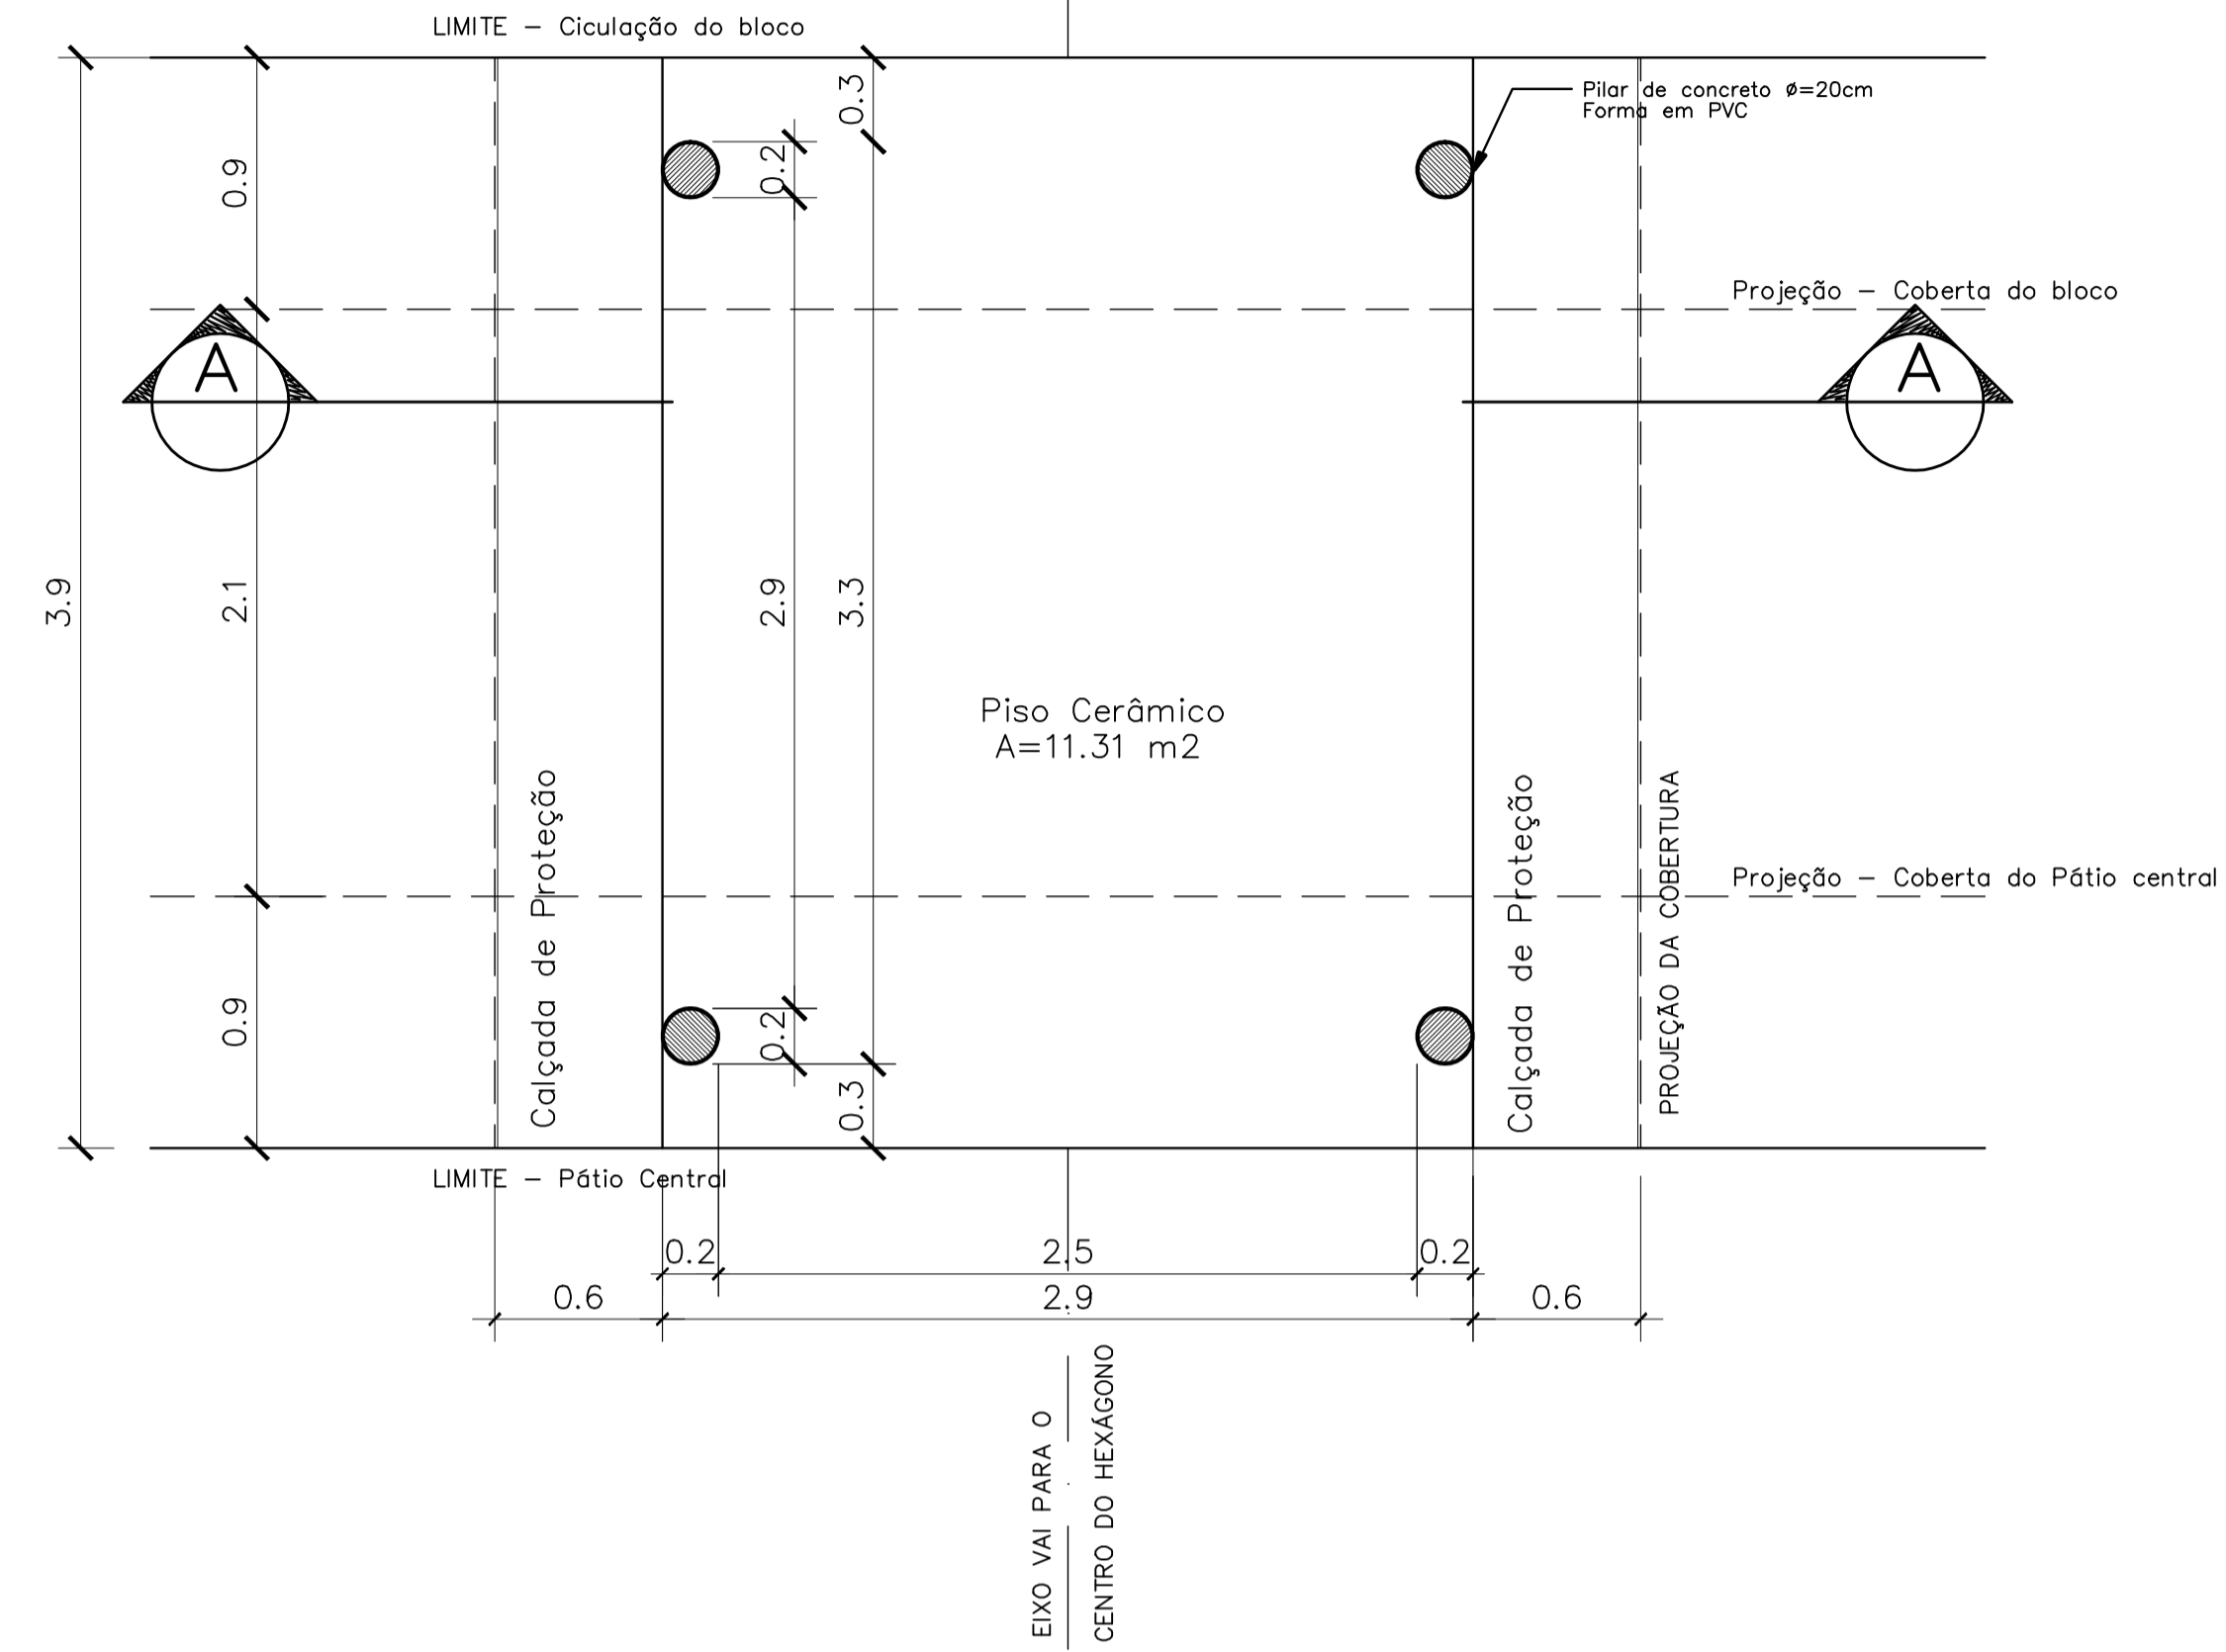 LIMITE - Ciculação do bloco
0.3
Pilar de concreto ø=20cm
Forma em PVC
0.9
0.2
Projeção - Coberta do bloco
A
A
3.9
2.1
2.9
3.3
Piso Cerâmico
A=11.31 m2
Calçada de Proteção
Calçada de Proteção
PROJEÇÃO DA COBERTURA
Projeção - Coberta do Pátio central
0.9
0.2
0.3
LIMITE - Pátio Central
0.2
2.5
0.2
0.6
2.9
0.6
EIXO VAI PARA O
CENTRO DO HEXÁGONO